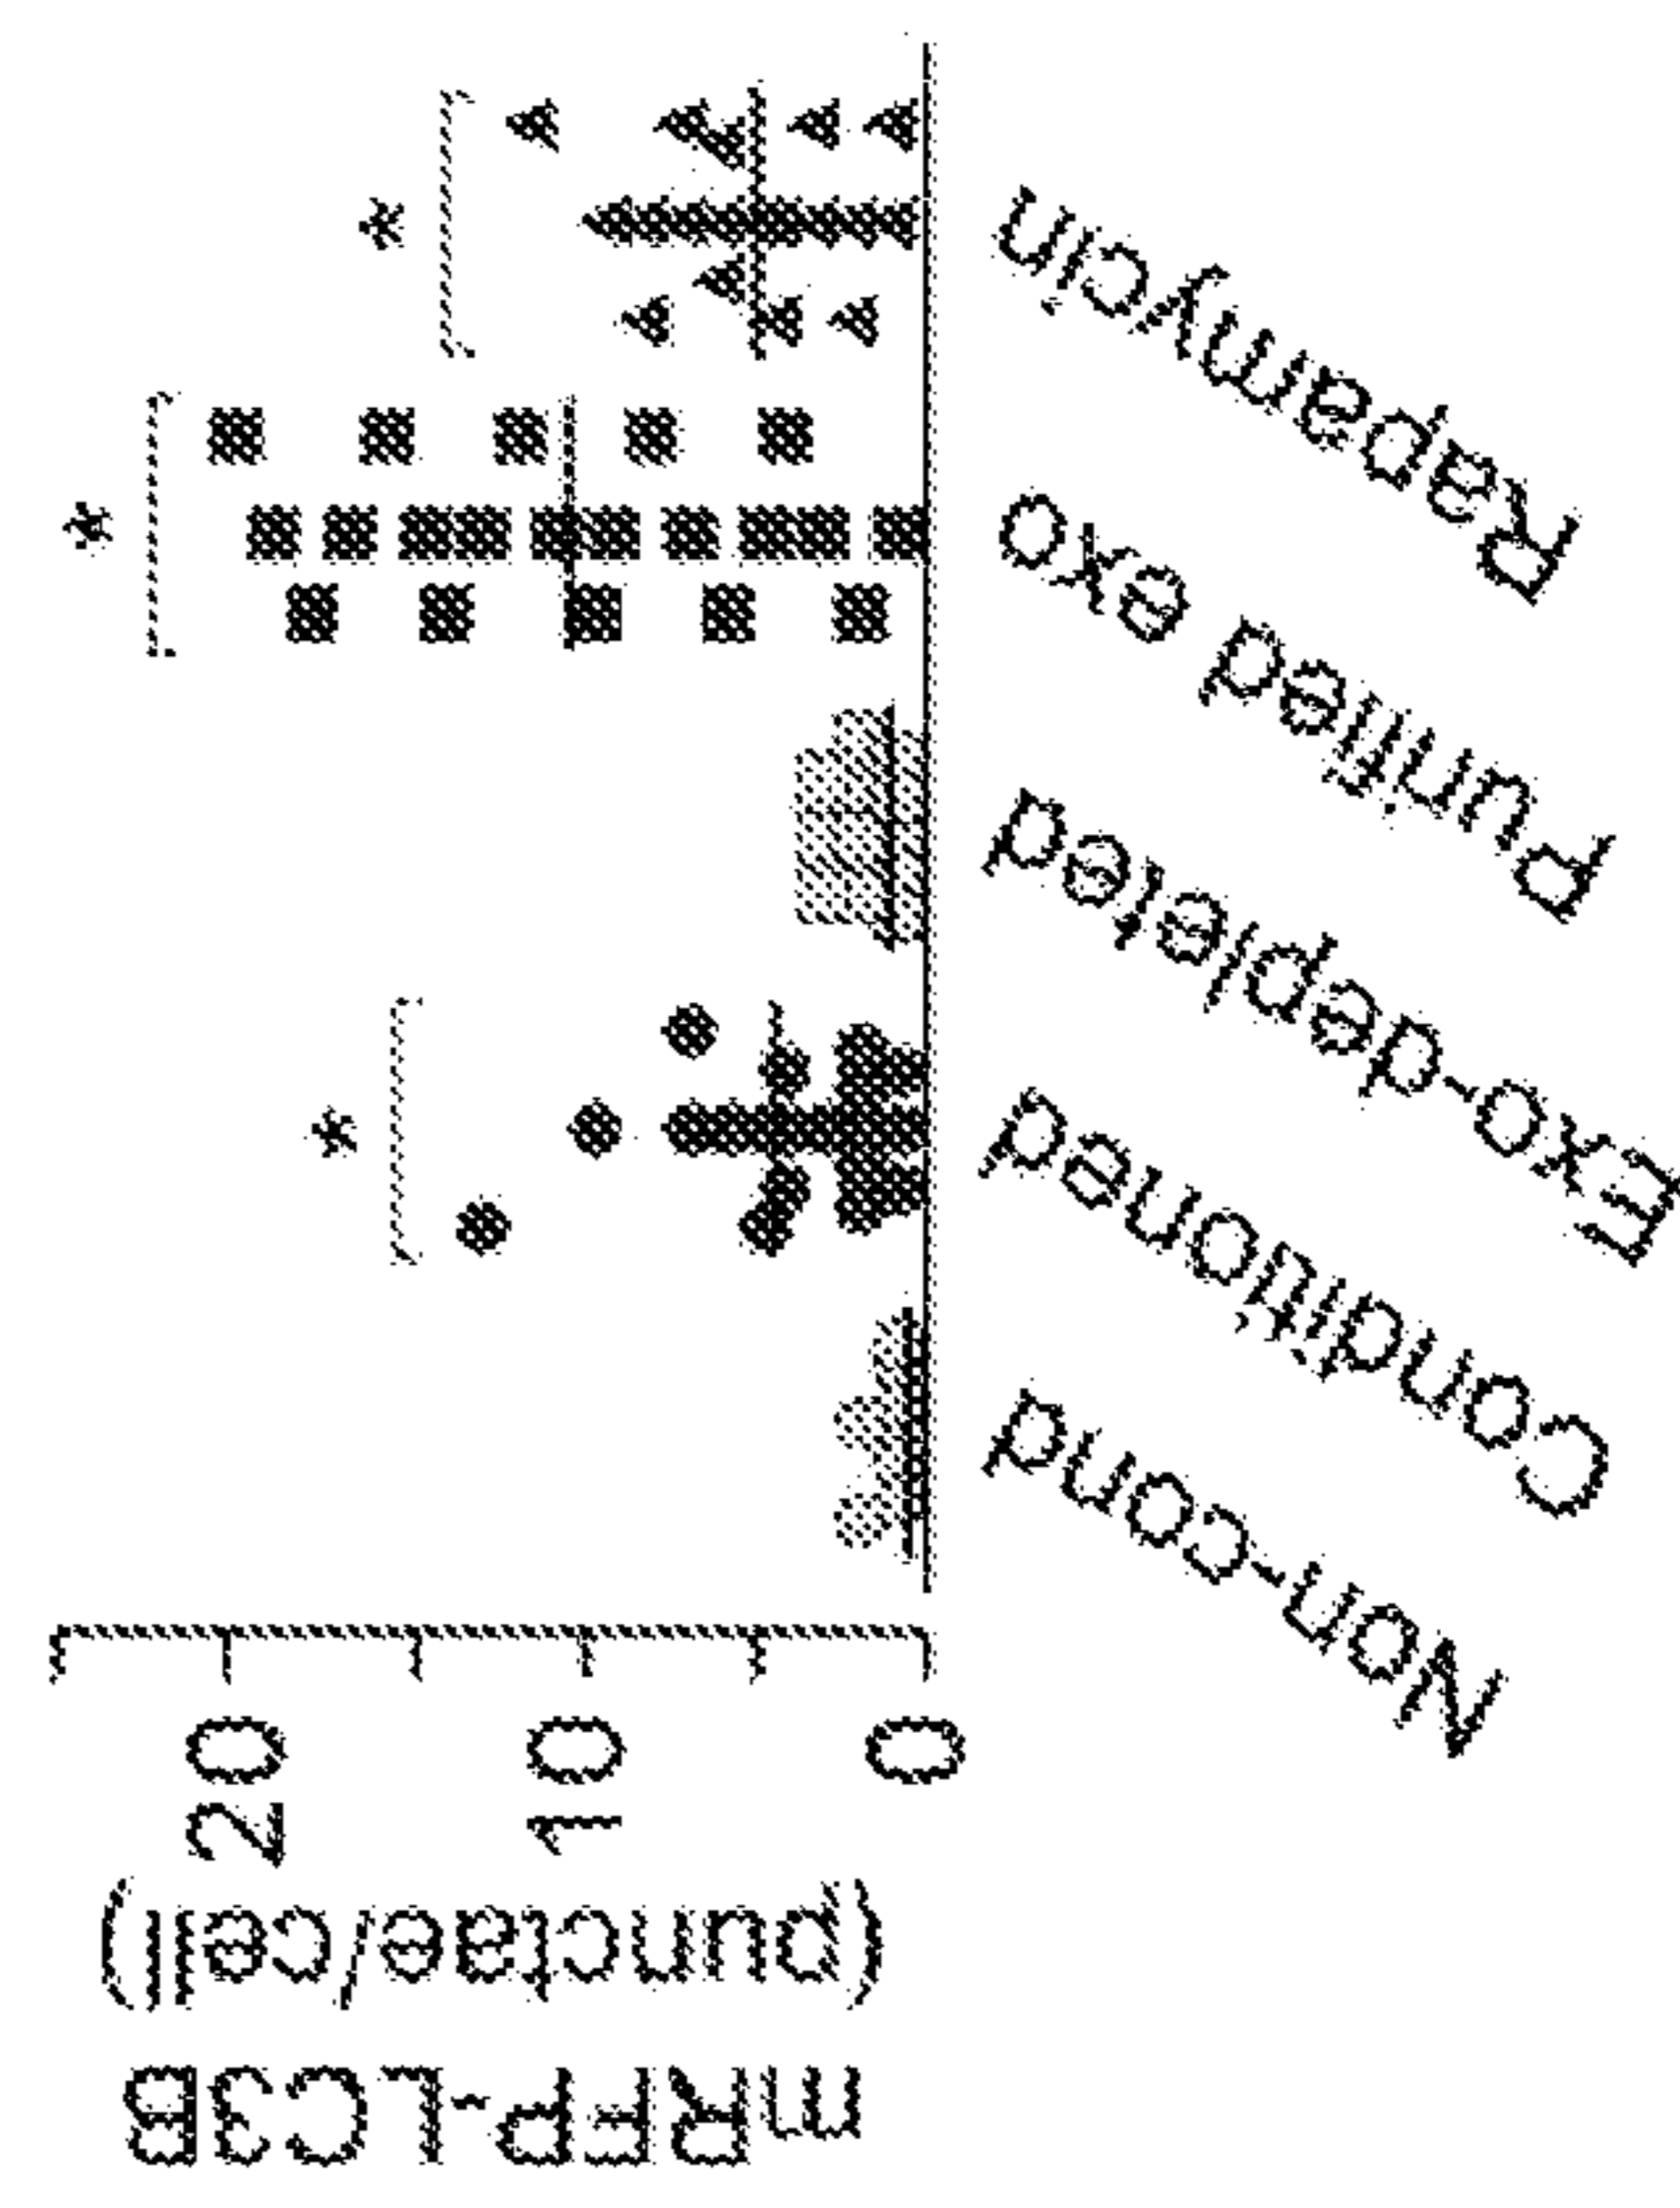 mRFP-LC3B
(punctae/cell)
20
10
0
*
*
*
Non-cond
Conditioned
Exo-depleted
Purified exo
Rapamycin